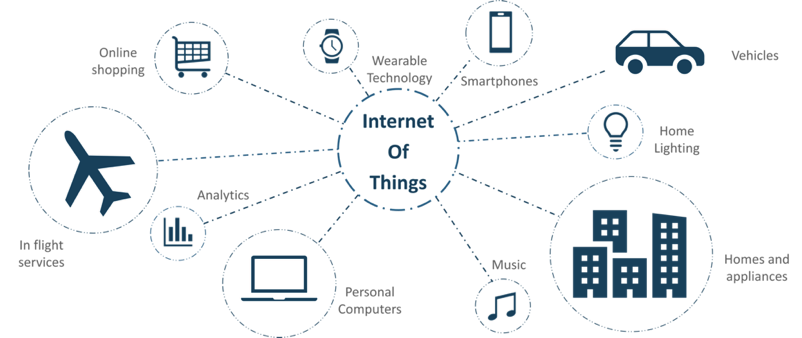 Online
shopping
Wearable
Technology
Smartphones
Vehicles
Internet
Of
Things
Home
Lighting
In flight
services
Analytics
Personal
Computers
Music
Homes and
appliances